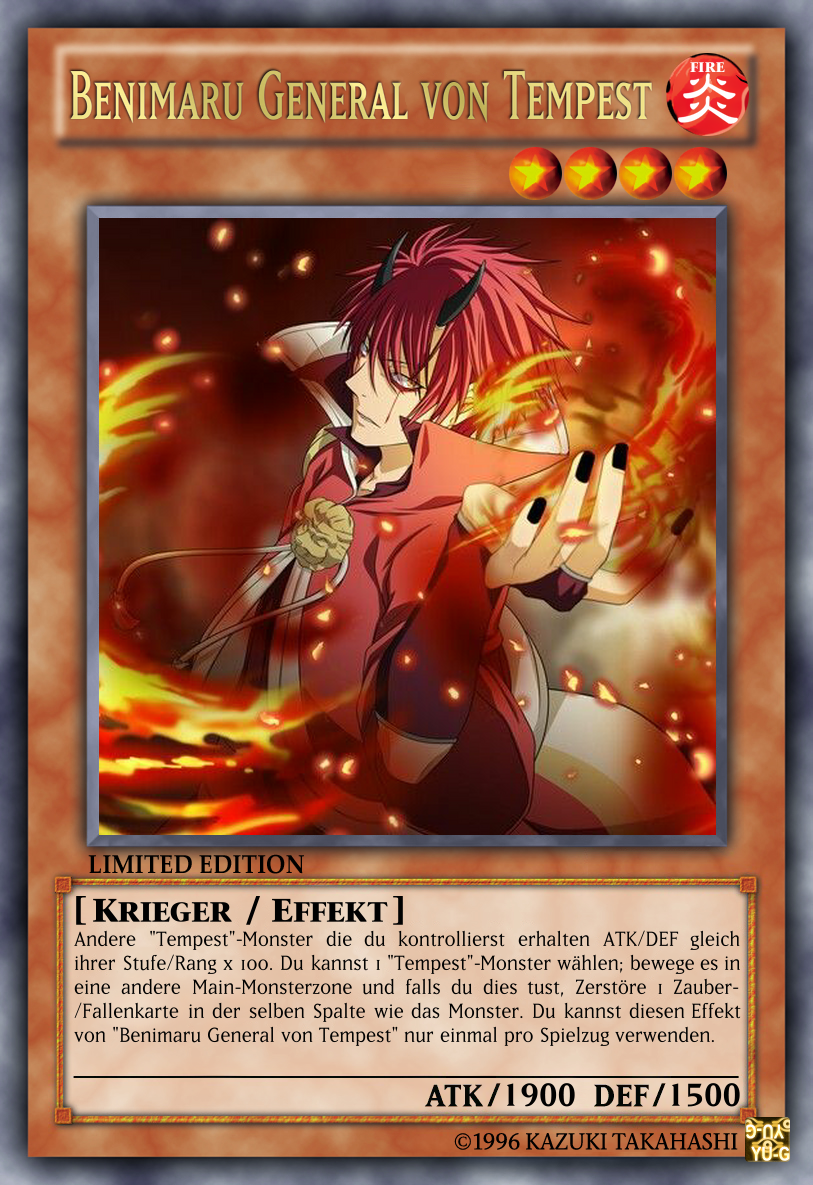 Benimaru General von Tempest
FIRE
炎
LIMITED EDITION
[ Krieger / Effekt ]
Andere "Tempest"-Monster die du kontrollierst erhalten ATK/DEF gleich
ihrer Stufe/Rang x 100. Du kannst 1 "Tempest"-Monster wählen; bewege es in
eine andere Main-Monsterzone und falls du dies tust, Zerstöre 1 Zauber-
/Fallenkarte in der selben Spalte wie das Monster. Du kannst diesen Effekt
von "Benimaru General von Tempest" nur einmal pro Spielzug verwenden.
ATK/1900 DEF/1500
©1996 KAZUKI TAKAHASHI